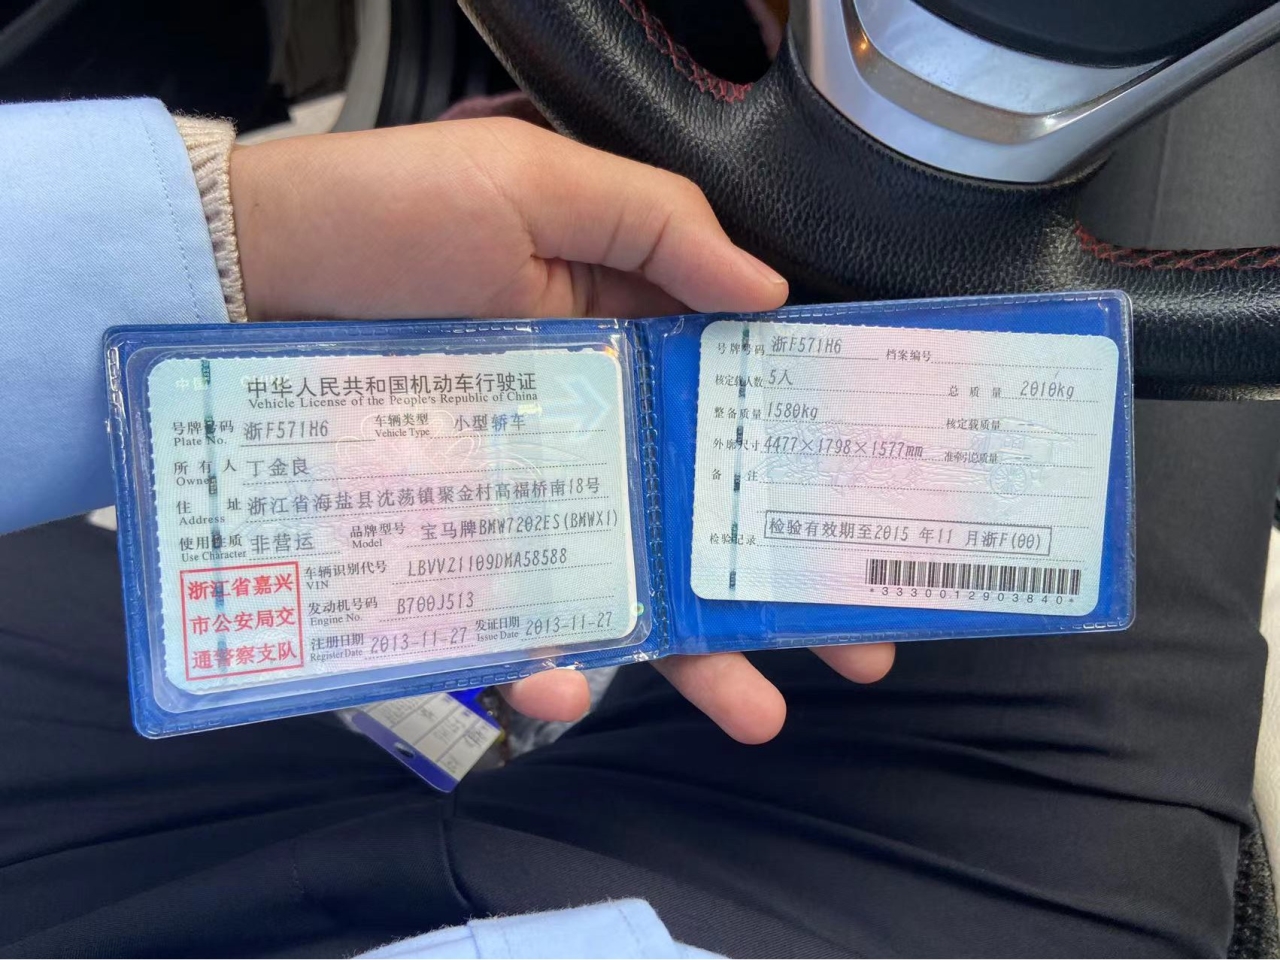 中华人民共和国机动车行驶证
Vehicle License of the People's Republic of China
号牌号码 浙F571H6 车辆类型 小型轿车
Plate No. Vehicle Type
所有人 丁金良
Owner
住址 浙江省海盐县沈荡镇聚金村高福桥南18号
Address
使用性质 非营运 品牌型号 宝马牌BMW7202ES(BMWX1)
Use Character Model
浙江省嘉兴
市公安局交
通警察支队
车辆识别代号 LBVV21109DMA58588
VIN
发动机号码 B700J513
Engine No.
注册日期 2013-11-27 发证日期 2013-11-27
Register Date Issue Date
号牌号码 浙F571H6 档案编号
核定载人数 5人 总质量 2010kg
整备质量 1580kg 核定载质量 --
外廓尺寸 4477×1798×1577mm 准牵引总质量 --
备注
检验记录 检验有效期至2015 年11 月浙F(00)
*3330012903840*